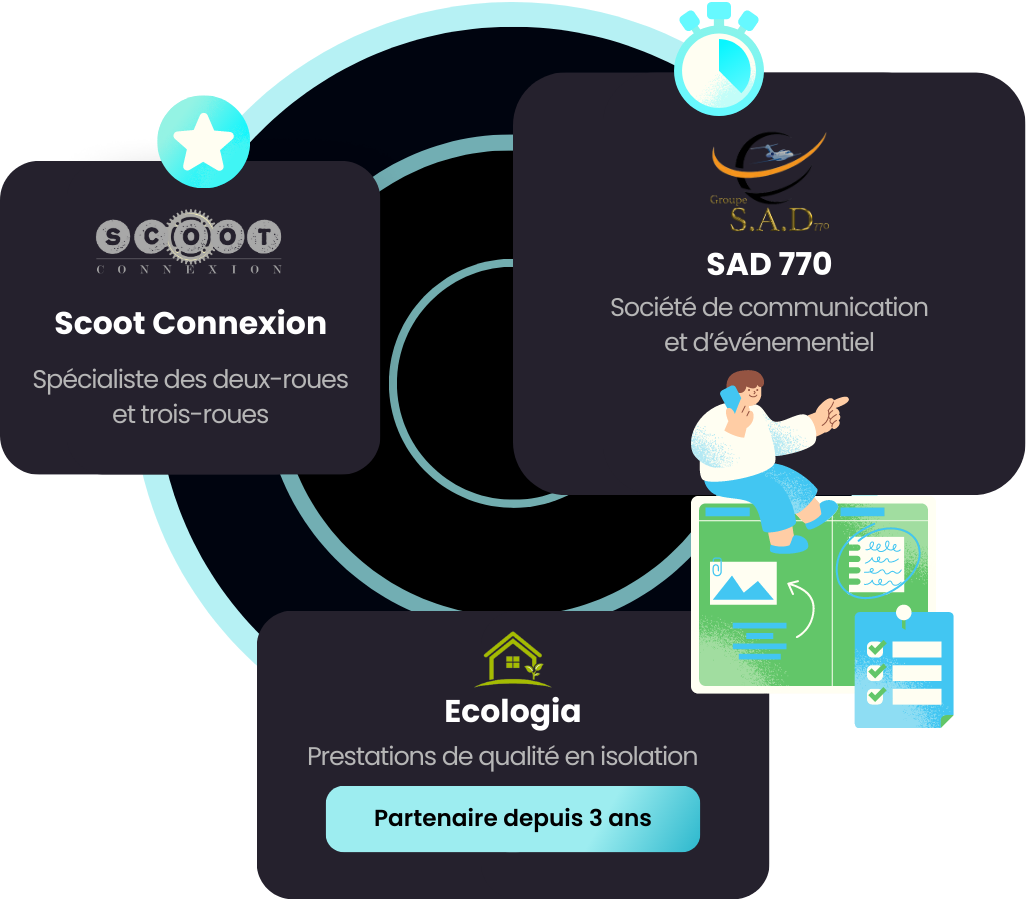 SCOOT
CONNEXION
Scoot Connexion
Spécialiste des deux-roues
et trois-roues
Groupe
S.A.D 770
SAD 770
Société de communication
et d’événementiel
Ecologia
Prestations de qualité en isolation
Partenaire depuis 3 ans